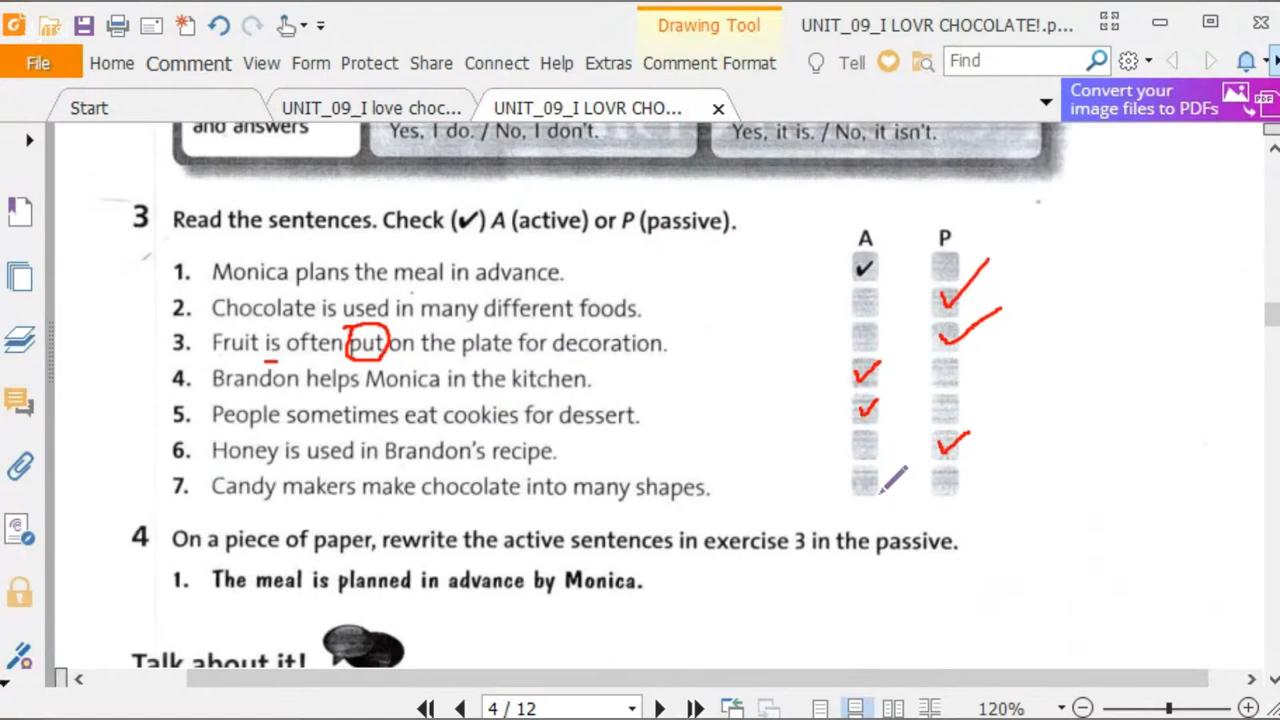 Drawing Tool UNIT_09_I LOVR CHOCOLATE!.p...
File Home Comment View Form Protect Share Connect Help Extras Comment Format Tell Find
Start UNIT_09_I love choc... UNIT_09_I LOVR CHO... Convert your
image files to PDFs PDF
and answers Yes, I do. / No, I don't. Yes, it is. / No, it isn't.
3 Read the sentences. Check (✔) A (active) or P (passive).
A P
1. Monica plans the meal in advance.
2. Chocolate is used in many different foods.
3. Fruit is often put on the plate for decoration.
4. Brandon helps Monica in the kitchen.
5. People sometimes eat cookies for dessert.
6. Honey is used in Brandon's recipe.
7. Candy makers make chocolate into many shapes.
4 On a piece of paper, rewrite the active sentences in exercise 3 in the passive.
1. The meal is planned in advance by Monica.
Talk about it!
4 / 12 120%